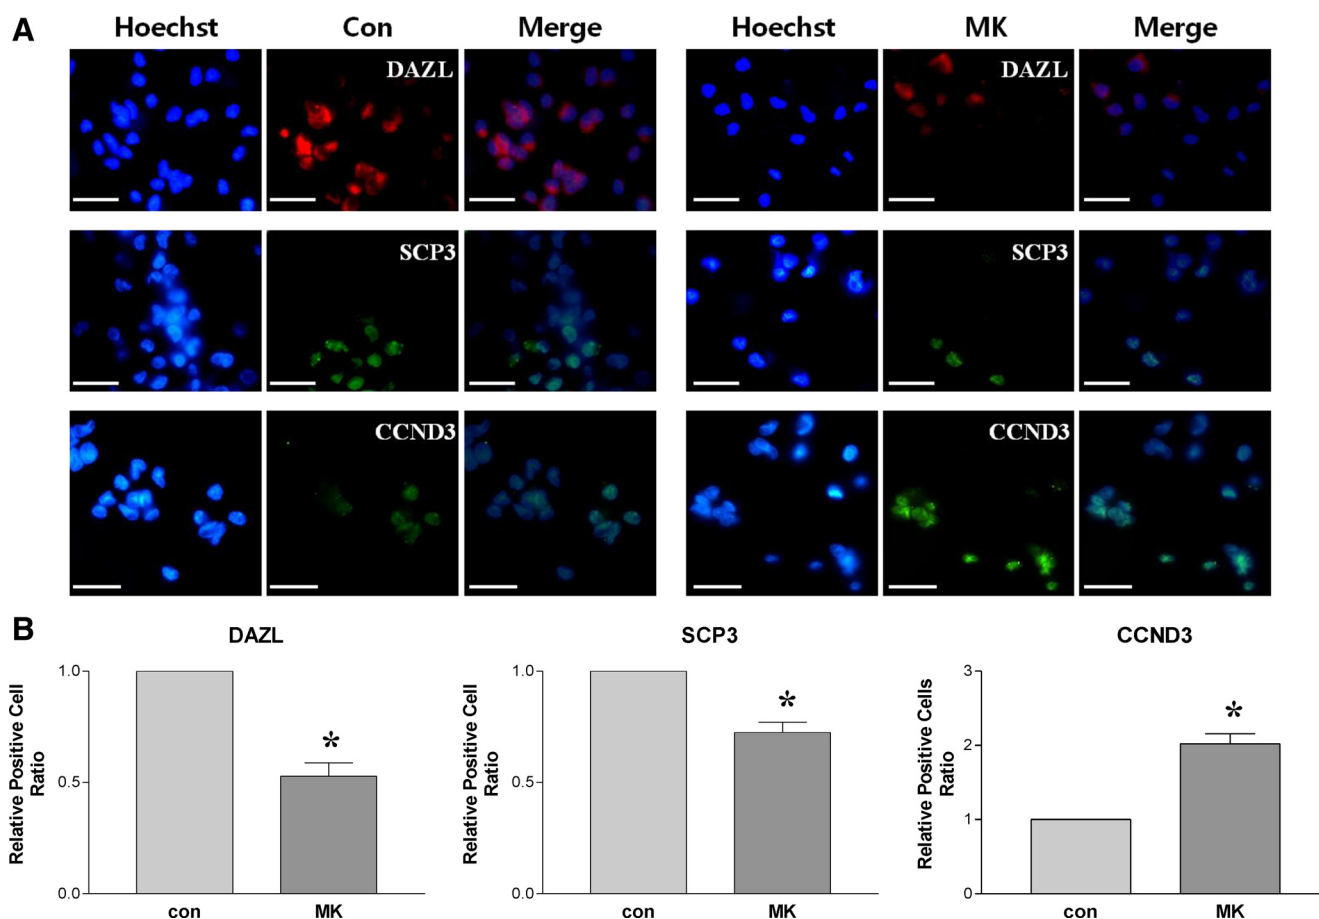 A
Hoechst Con Merge Hoechst MK Merge
DAZL DAZL
SCP3 SCP3
CCND3 CCND3
B
DAZL
Relative Positive Cell
Ratio
1.0
0.5
0.0
*
con MK
SCP3
Relative Positive Cell
Ratio
1.0
0.5
0.0
*
con MK
CCND3
Relative Positive Cells
Ratio
3
2
1
0
*
con MK